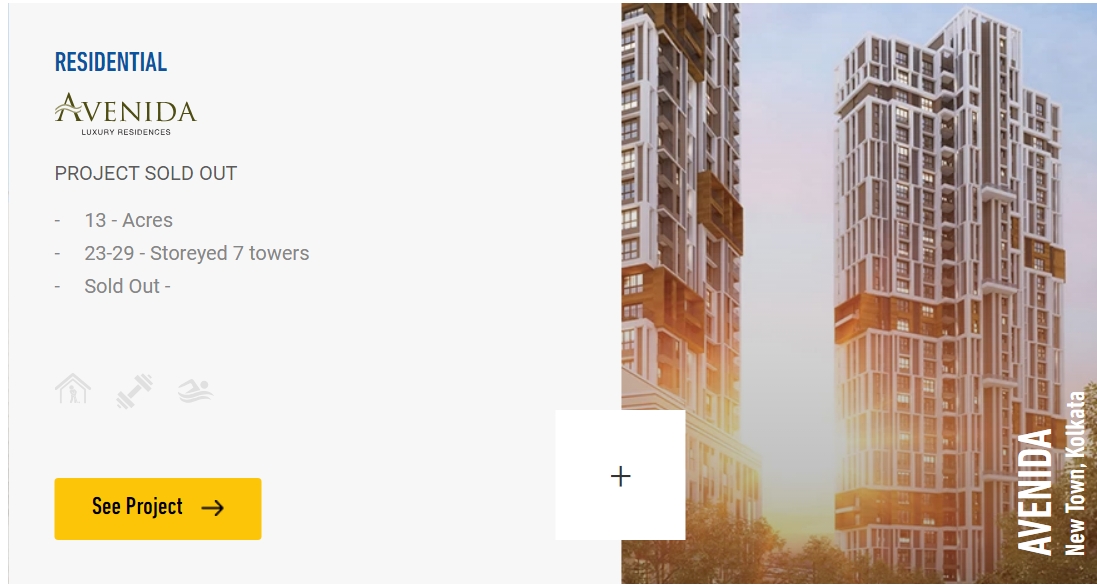 RESIDENTIAL
AVENIDA
LUXURY RESIDENCES
PROJECT SOLD OUT
- 13 - Acres
- 23-29 - Storeyed 7 towers
- Sold Out -
See Project →
+
AVENIDA
New Town, Kolkata